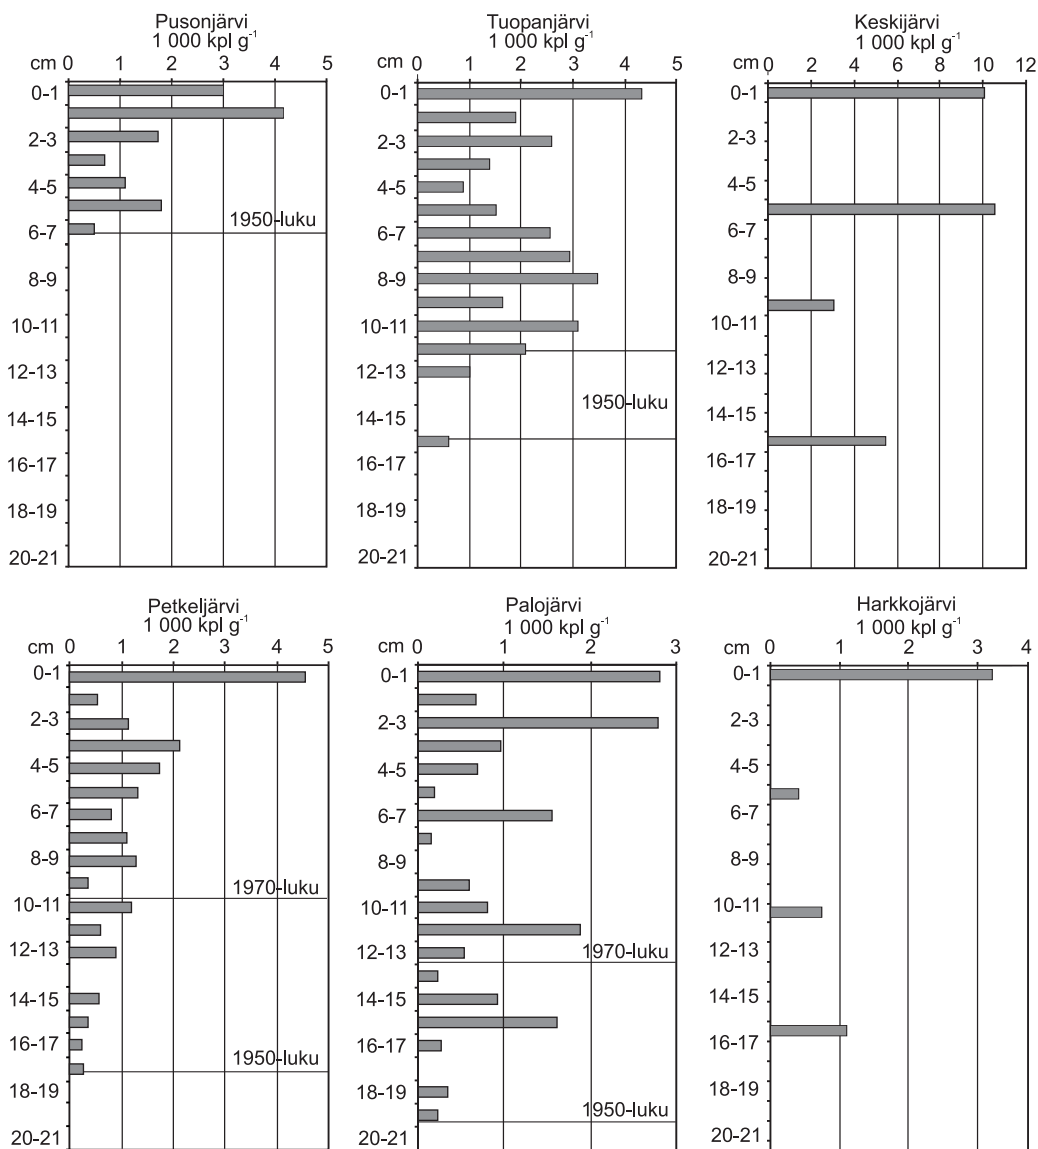 Pusonjärvi
1 000 kpl g-1
cm 0 1 2 3 4 5
0-1
2-3
4-5
1950-luku
6-7
8-9
10-11
12-13
14-15
16-17
18-19
20-21
Tuopanjärvi
1 000 kpl g-1
cm 0 1 2 3 4 5
0-1
2-3
4-5
6-7
8-9
10-11
12-13
1950-luku
14-15
16-17
18-19
20-21
Keskijärvi
1 000 kpl g-1
cm 0 2 4 6 8 10 12
0-1
2-3
4-5
6-7
8-9
10-11
12-13
14-15
16-17
18-19
20-21
Petkeljärvi
1 000 kpl g-1
cm 0 1 2 3 4 5
0-1
2-3
4-5
6-7
8-9
1970-luku
10-11
12-13
14-15
16-17
1950-luku
18-19
20-21
Palojärvi
1 000 kpl g-1
cm 0 1 2 3
0-1
2-3
4-5
6-7
8-9
10-11
12-13
1970-luku
14-15
16-17
18-19
1950-luku
20-21
Harkkojärvi
1 000 kpl g-1
cm 0 1 2 3 4
0-1
2-3
4-5
6-7
8-9
10-11
12-13
14-15
16-17
18-19
20-21